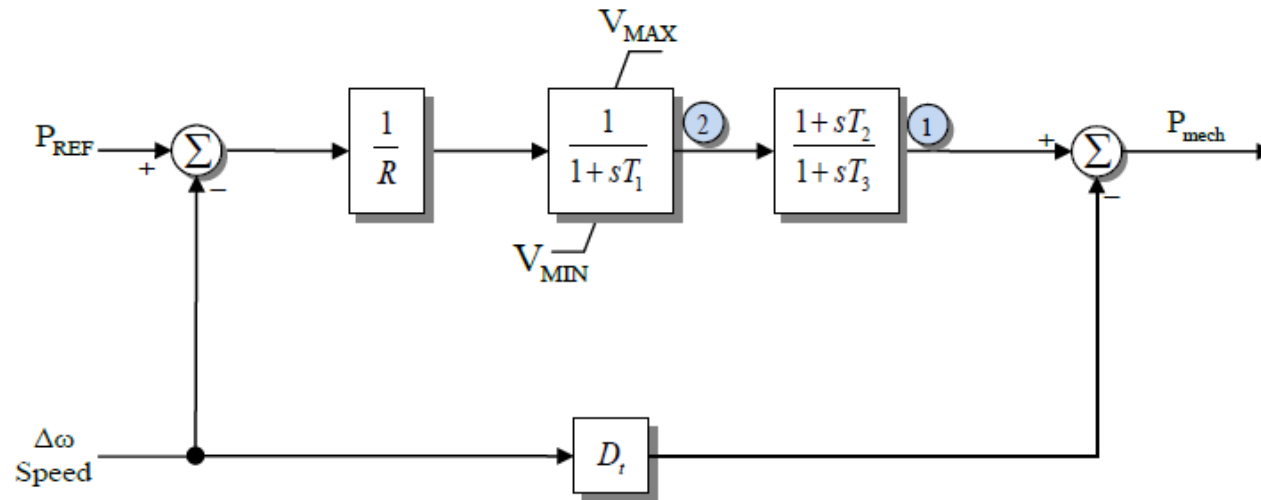 V_MAX
P_REF
+
Σ
−
1
R
1
1 + sT_1
2
1 + sT_2
1 + sT_3
1
+
Σ
−
P_mech
V_MIN
Δω
Speed
D_t